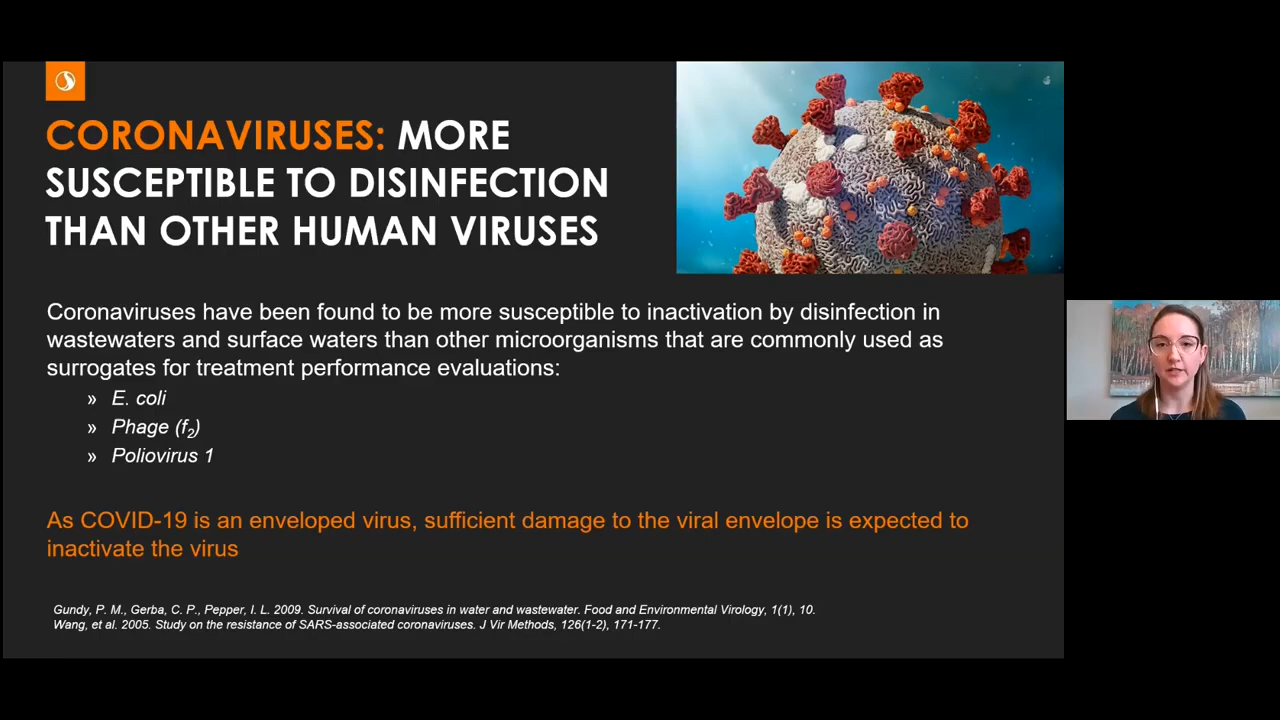 CORONAVIRUSES: MORE
SUSCEPTIBLE TO DISINFECTION
THAN OTHER HUMAN VIRUSES
Coronaviruses have been found to be more susceptible to inactivation by disinfection in
wastewaters and surface waters than other microorganisms that are commonly used as
surrogates for treatment performance evaluations:
» E. coli
» Phage (f2)
» Poliovirus 1
As COVID-19 is an enveloped virus, sufficient damage to the viral envelope is expected to
inactivate the virus
Gundy, P. M., Gerba, C. P., Pepper, I. L. 2009. Survival of coronaviruses in water and wastewater. Food and Environmental Virology, 1(1), 10.
Wang, et al. 2005. Study on the resistance of SARS-associated coronaviruses. J Vir Methods, 126(1-2), 171-177.